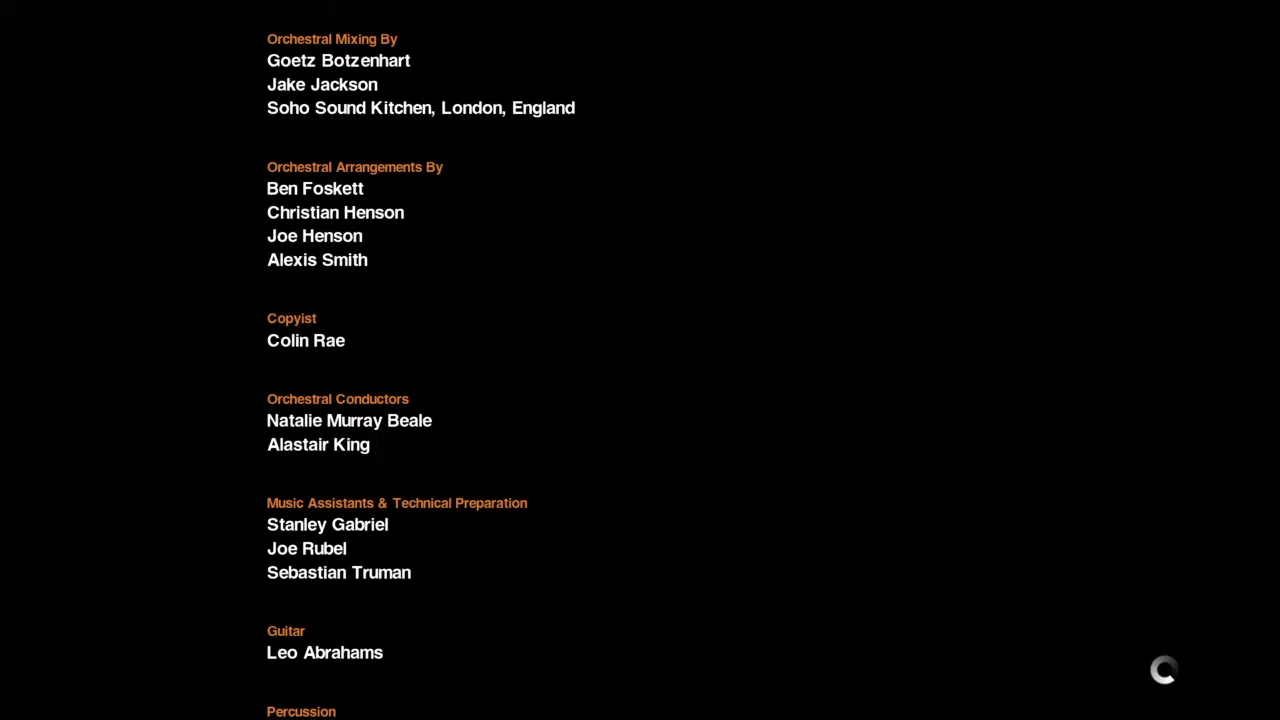 Orchestral Mixing By
Goetz Botzenhart
Jake Jackson
Soho Sound Kitchen, London, England
Orchestral Arrangements By
Ben Foskett
Christian Henson
Joe Henson
Alexis Smith
Copyist
Colin Rae
Orchestral Conductors
Natalie Murray Beale
Alastair King
Music Assistants & Technical Preparation
Stanley Gabriel
Joe Rubel
Sebastian Truman
Guitar
Leo Abrahams
Percussion